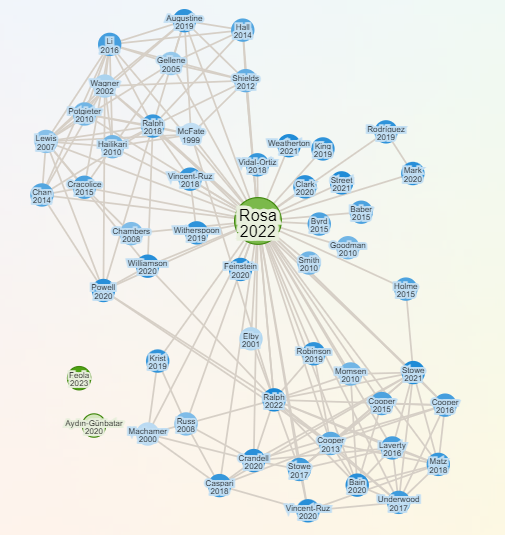 Augustine
2019
Hall
2014
Li
2016
Gellene
2005
Shields
2012
Wagner
2002
Potgieter
2010
Ralph
2018
McFate
1999
Lewis
2007
Hailikari
2010
Weatherton
2021
King
2019
Rodriguez
2019
Vidal-Ortiz
2018
Mark
2020
Vincent-Ruz
2018
Clark
2020
Street
2021
Chan
2014
Cracolice
2015
Rosa
2022
Baber
2015
Byrd
2015
Chambers
2008
Witherspoon
2019
Goodman
2010
Williamson
2020
Feinstein
2020
Smith
2010
Powell
2020
Holme
2015
Elby
2001
Krist
2019
Robinson
2019
Momsen
2010
Stowe
2021
Feola
2023
Ralph
2022
Cooper
2015
Cooper
2016
Aydın-Günbatar
2020
Machamer
2000
Russ
2008
Cooper
2013
Laverty
2016
Crandell
2020
Stowe
2017
Matz
2018
Caspari
2018
Bain
2020
Vincent-Ruz
2020
Underwood
2017